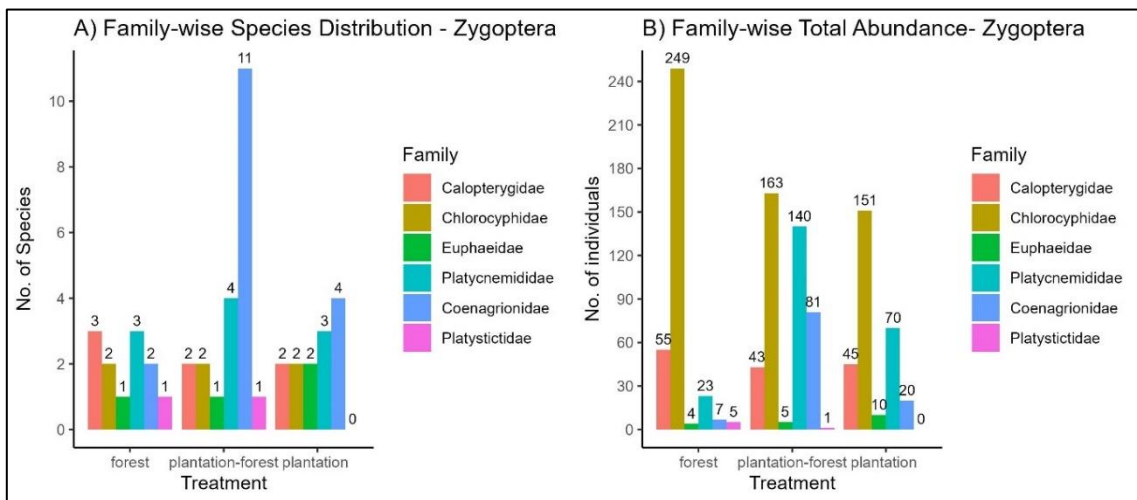 A) Family-wise Species Distribution - Zygoptera
No. of Species
10
8
6
4
2
0
3
2
1
3
2
1
2
2
1
4
11
1
2
2
2
3
4
0
forest
plantation-forest
plantation
Treatment
Family
Calopterygidae
Chlorocyphidae
Euphaeidae
Platycnemididae
Coenagrionidae
Platystictidae
B) Family-wise Total Abundance- Zygoptera
No. of individuals
240
210
180
150
120
90
60
30
0
55
249
4
23
7
5
43
163
5
140
81
1
45
151
10
70
20
0
forest
plantation-forest
plantation
Treatment
Family
Calopterygidae
Chlorocyphidae
Euphaeidae
Platycnemididae
Coenagrionidae
Platystictidae